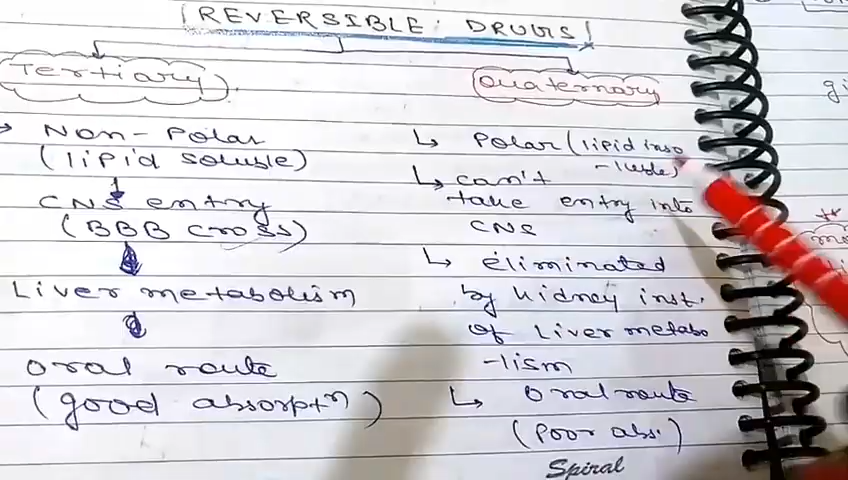 REVERSIBLE: DRUGS
Tertiary
Non-Polar
(lipid soluble)
CNS entry
(BBB cross)
Liver metabolism
Oral route
(good absorptn)
Quaternary
Polar (lipid inso
-luble)
can't
take entry into
CNS
eliminated
by kidney inst.
of Liver metabo
-lism
Oral route
(Poor abs.)
Spiral
gi